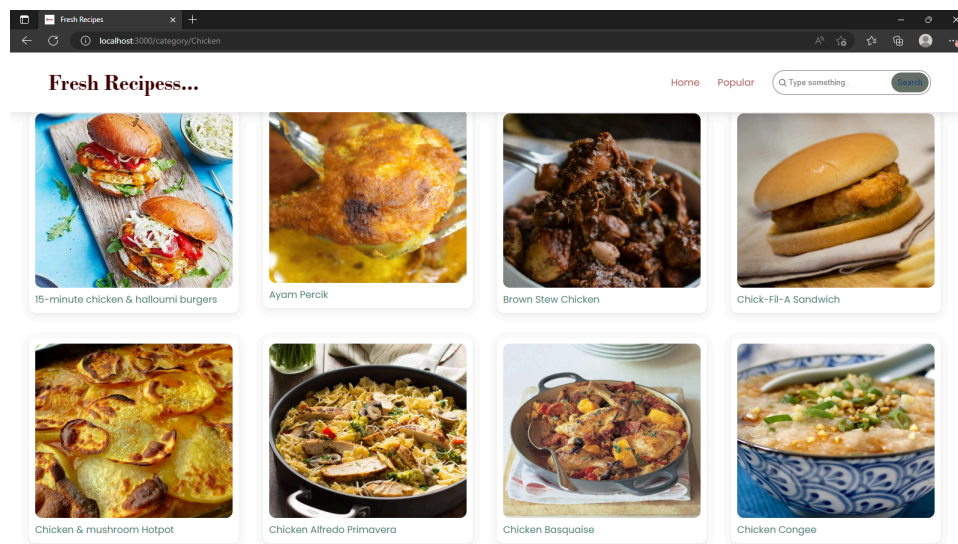 Fresh Recipes
localhost:3000/category/Chicken
Fresh Recipess...
Home
Popular
Type something..
Search
15-minute chicken & halloumi burgers
Ayam Percik
Brown Stew Chicken
Chick-Fil-A Sandwich
Chicken & mushroom Hotpot
Chicken Alfredo Primavera
Chicken Basquaise
Chicken Congee